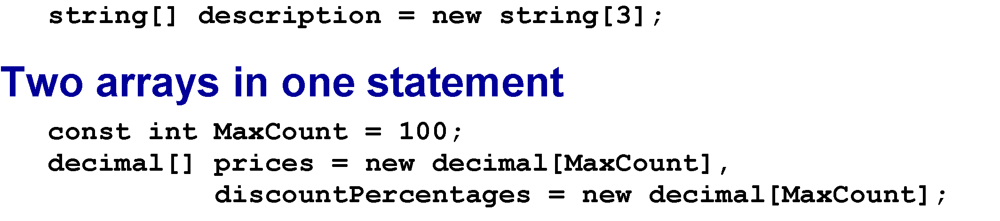 string[] description = new string[3];
Two arrays in one statement
const int MaxCount = 100;
decimal[] prices = new decimal[MaxCount],
discountPercentages = new decimal[MaxCount];